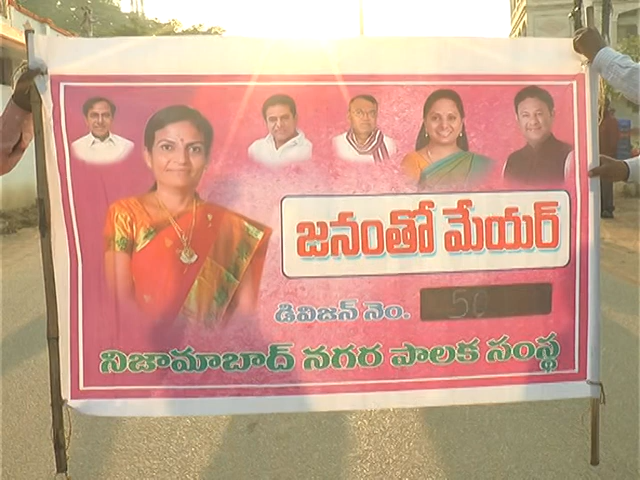 జనంతో మేయర్
డివిజన్ నెం. 50
నిజామాబాద్ నగర పాలక సంస్థ